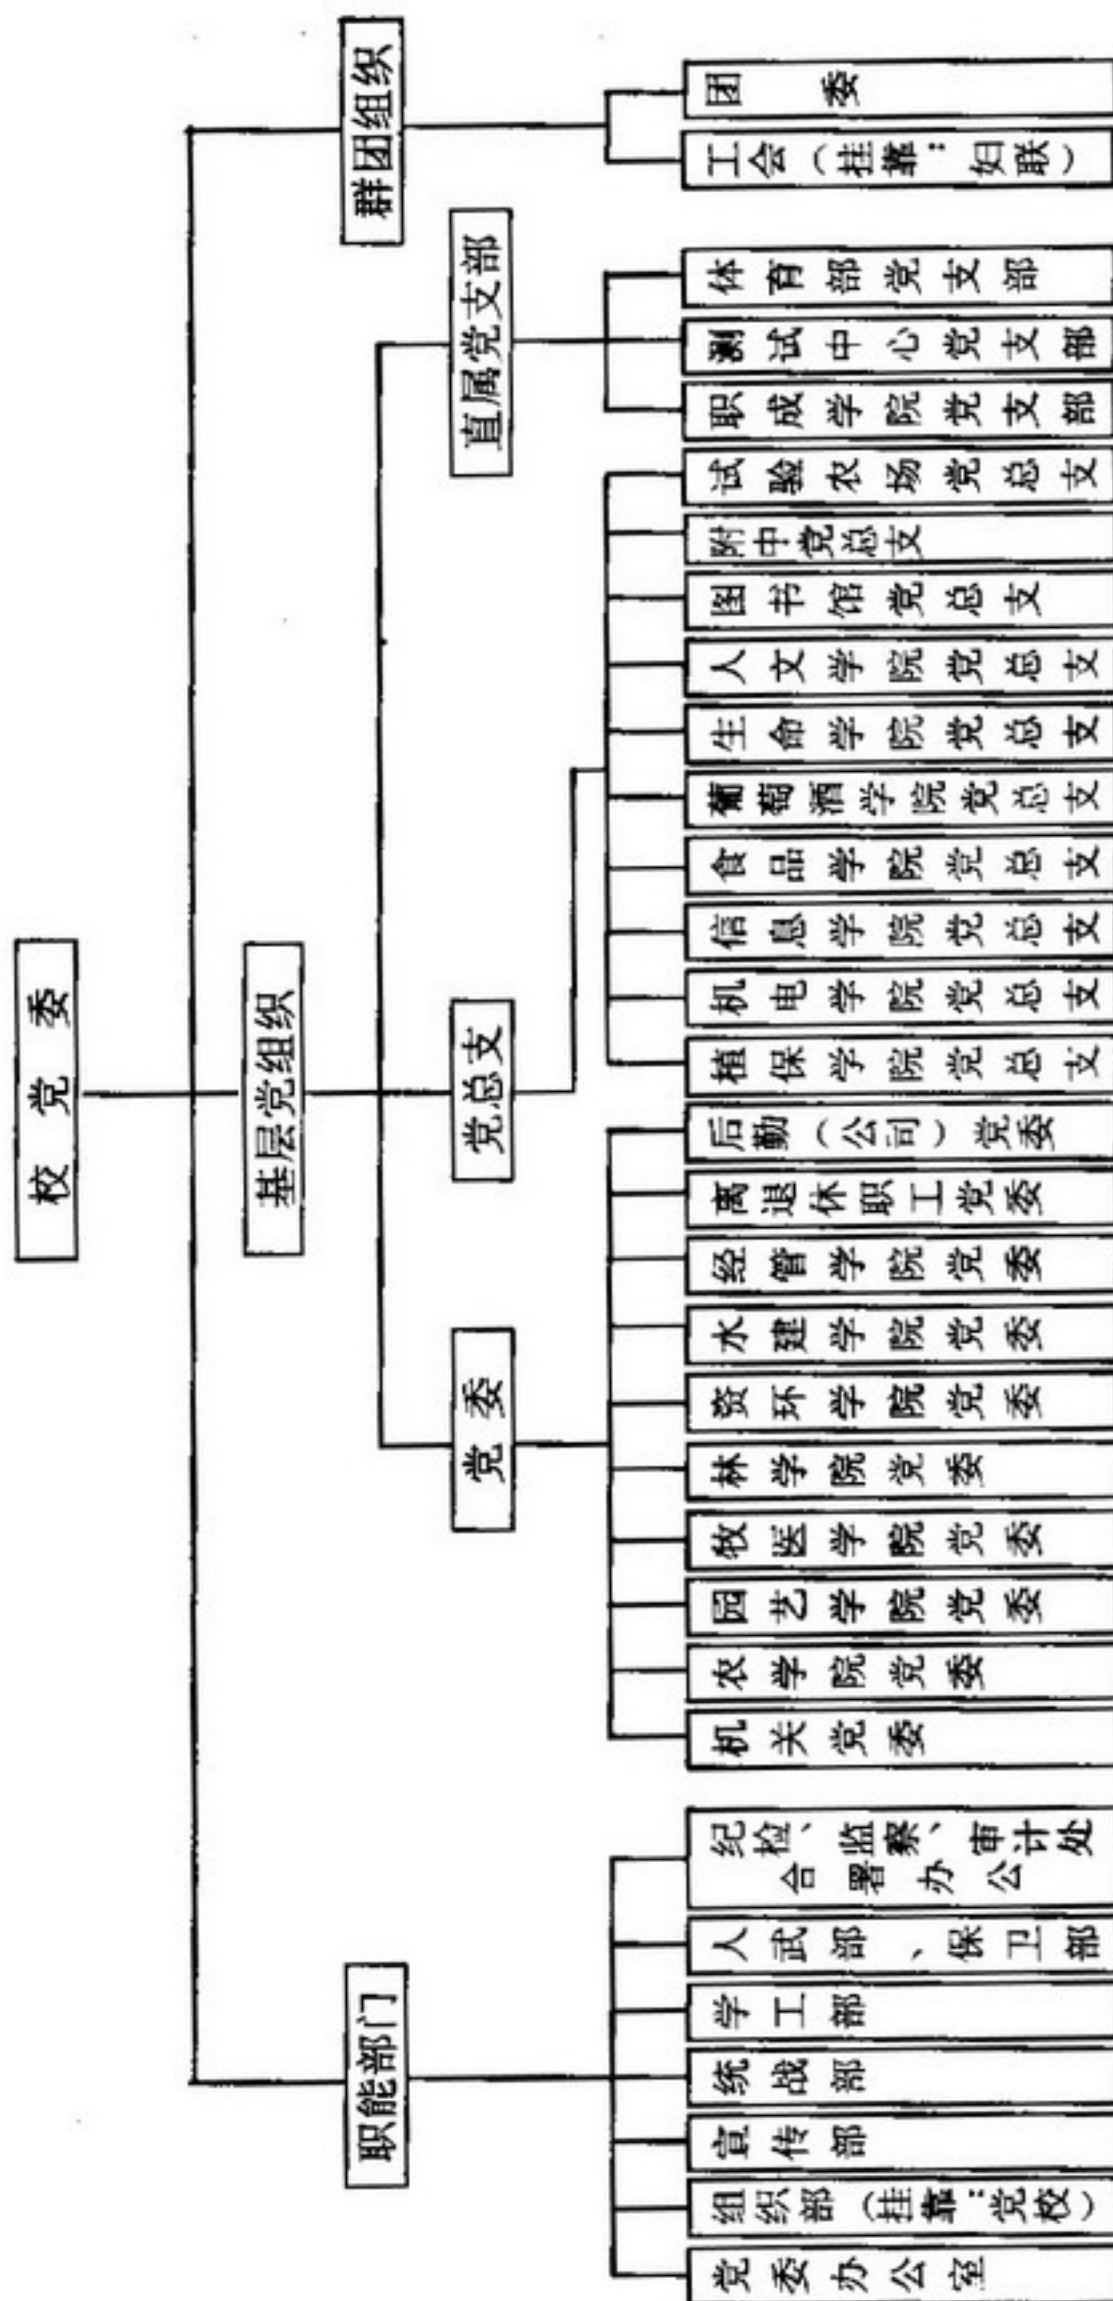 校党委
职能部门
基层党组织
群团组织
党委
党总支
直属党支部
党委办公室
组织部（挂靠：党校）
宣传部
统战部
学工部
人武部、保卫部
纪检、监察、审计处
合署办公
机关党委
农学院党委
园艺学院党委
牧医学院党委
林学院党委
资环学院党委
水建学院党委
经管学院党委
离退休职工党委
后勤（公司）党委
植保学院党总支
机电学院党总支
信息学院党总支
食品学院党总支
葡萄酒学院党总支
生命学院党总支
人文学院党总支
图书馆党总支
附中党总支
试验农场党总支
职成学院党支部
测试中心党支部
体育部党支部
工会（挂靠：妇联）
团委